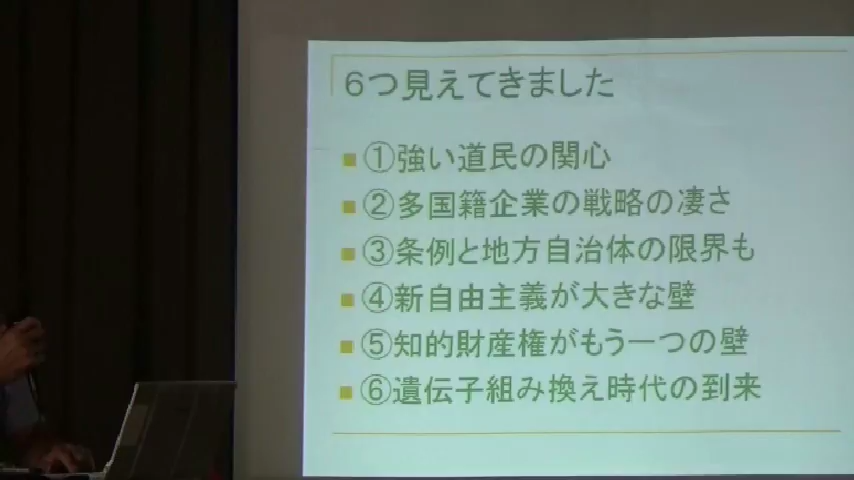 6つ見えてきました
①強い道民の関心
②多国籍企業の戦略の凄さ
③条例と地方自治体の限界も
④新自由主義が大きな壁
⑤知的財産権がもう一つの壁
⑥遺伝子組み換え時代の到来